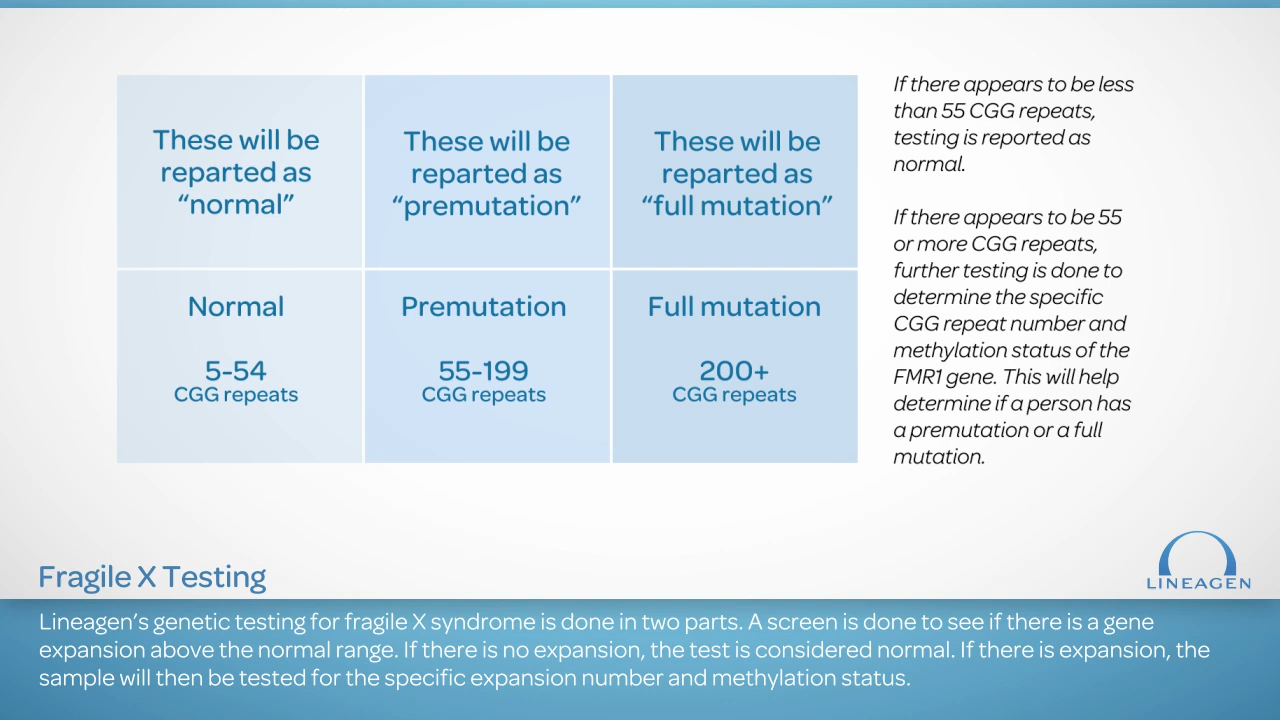 These will be
reparted as
“normal”
These will be
reparted as
“premutation”
These will be
reparted as
“full mutation”
Normal
5-54
CGG repeats
Premutation
55-199
CGG repeats
Full mutation
200+
CGG repeats
If there appears to be less
than 55 CGG repeats,
testing is reported as
normal.
If there appears to be 55
or more CGG repeats,
further testing is done to
determine the specific
CGG repeat number and
methylation status of the
FMR1 gene. This will help
determine if a person has
a premutation or a full
mutation.
Fragile X Testing
LINEAGEN
Lineagen’s genetic testing for fragile X syndrome is done in two parts. A screen is done to see if there is a gene
expansion above the normal range. If there is no expansion, the test is considered normal. If there is expansion, the
sample will then be tested for the specific expansion number and methylation status.